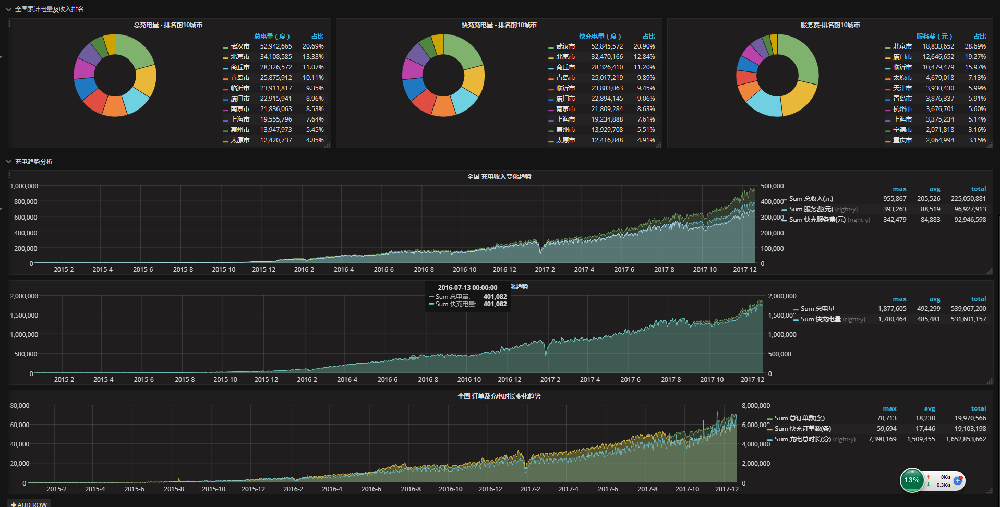 全国累计电量及收入排名
总充电量 - 排名前10城市
总电量（度） 占比
武汉市 52,942,665 20.69%
北京市 34,108,585 13.33%
商丘市 28,326,572 11.07%
青岛市 25,875,912 10.11%
临沂市 23,911,817 9.35%
厦门市 22,915,941 8.96%
南京市 21,836,063 8.53%
上海市 19,555,796 7.64%
惠州市 13,947,973 5.45%
太原市 12,420,737 4.85%
快充充电量 - 排名前10城市
快充电量（度） 占比
武汉市 52,845,572 20.90%
北京市 32,470,166 12.84%
商丘市 28,326,410 11.20%
青岛市 25,017,219 9.89%
临沂市 23,883,063 9.45%
厦门市 22,894,145 9.06%
南京市 21,809,284 8.63%
上海市 19,234,888 7.61%
惠州市 13,929,708 5.51%
太原市 12,416,848 4.91%
服务费-排名前10城市
服务费（元） 占比
北京市 18,833,652 28.69%
厦门市 12,646,652 19.27%
临沂市 10,479,479 15.97%
太原市 4,679,018 7.13%
天津市 3,930,430 5.99%
青岛市 3,876,337 5.91%
杭州市 3,676,701 5.60%
上海市 3,375,234 5.14%
宁德市 2,071,818 3.16%
重庆市 2,064,994 3.15%
充电趋势分析
全国 充电收入变化趋势
1,000,000
800,000
600,000
400,000
200,000
0
500,000
400,000
300,000
200,000
100,000
0
2015-2 2015-4 2015-6 2015-8 2015-10 2015-12 2016-2 2016-4 2016-6 2016-8 2016-10 2016-12 2017-2 2017-4 2017-6 2017-8 2017-10 2017-12
max avg total
Sum 总收入(元) 955,867 205,526 225,050,881
Sum 服务费(元) (right-y) 393,263 88,519 96,927,913
Sum 快充服务费(元) (right-y) 342,479 84,883 92,946,598
化趋势
2016-07-13 00:00:00
Sum 总电量: 401,082
Sum 快充电量: 401,082
2,000,000
1,500,000
1,000,000
500,000
0
2,000,000
1,500,000
1,000,000
500,000
0
2015-2 2015-4 2015-6 2015-8 2015-10 2015-12 2016-2 2016-4 2016-6 2016-8 2016-10 2016-12 2017-2 2017-4 2017-6 2017-8 2017-10 2017-12
max avg total
Sum 总电量 1,877,605 492,299 539,067,200
Sum 快充电量 (right-y) 1,780,464 485,481 531,601,157
全国 订单及充电时长变化趋势
80,000
60,000
40,000
20,000
0
8,000,000
6,000,000
4,000,000
2,000,000
0
2015-2 2015-4 2015-6 2015-8 2015-10 2015-12 2016-2 2016-4 2016-6 2016-8 2016-10 2016-12 2017-2 2017-4 2017-6 2017-8 2017-10 2017-12
max avg total
Sum 总订单数(条) 70,713 18,238 19,970,566
Sum 快充订单数(条) 59,694 17,446 19,103,198
Sum 充电总时长(分) (right-y) 7,390,169 1,509,455 1,652,853,662
13%
0K/s
0.3K/s
ADD ROW